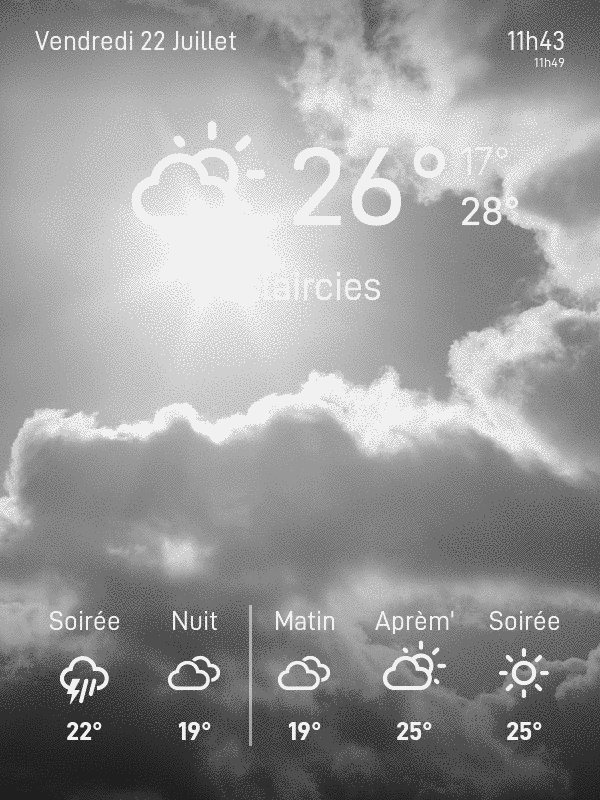 Vendredi 22 Juillet
11h43
11h49
26° 17°
28°
Soirée Nuit Matin Aprèm' Soirée
22° 19° 19° 25° 25°